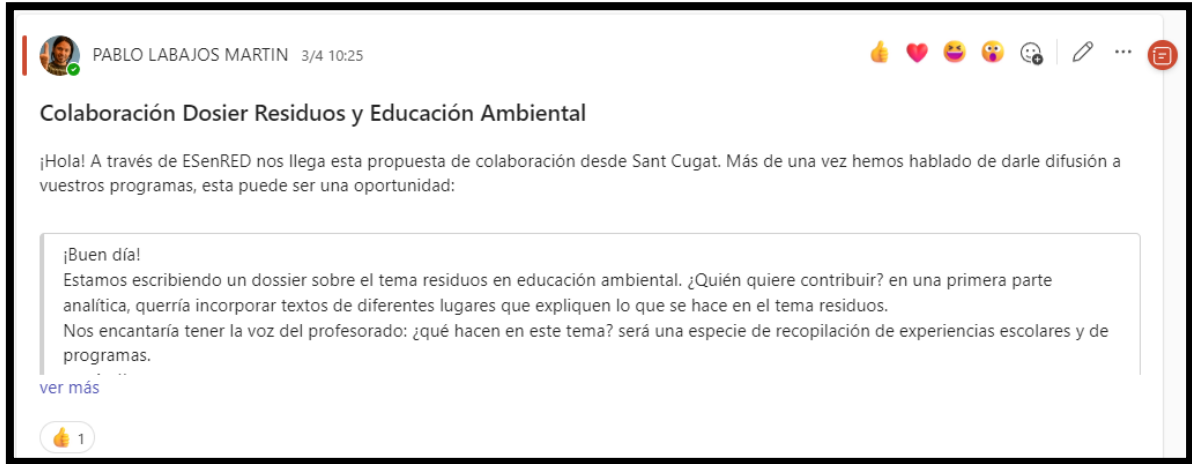 PABLO LABAJOS MARTIN 3/4 10:25
Colaboración Dosier Residuos y Educación Ambiental
¡Hola! A través de ESenRED nos llega esta propuesta de colaboración desde Sant Cugat. Más de una vez hemos hablado de darle difusión a
vuestros programas, esta puede ser una oportunidad:
¡Buen día!
Estamos escribiendo un dossier sobre el tema residuos en educación ambiental. ¿Quién quiere contribuir? en una primera parte
analítica, querría incorporar textos de diferentes lugares que expliquen lo que se hace en el tema residuos.
Nos encantaría tener la voz del profesorado: ¿qué hacen en este tema? será una especie de recopilación de experiencias escolares y de
programas.
ver más
1